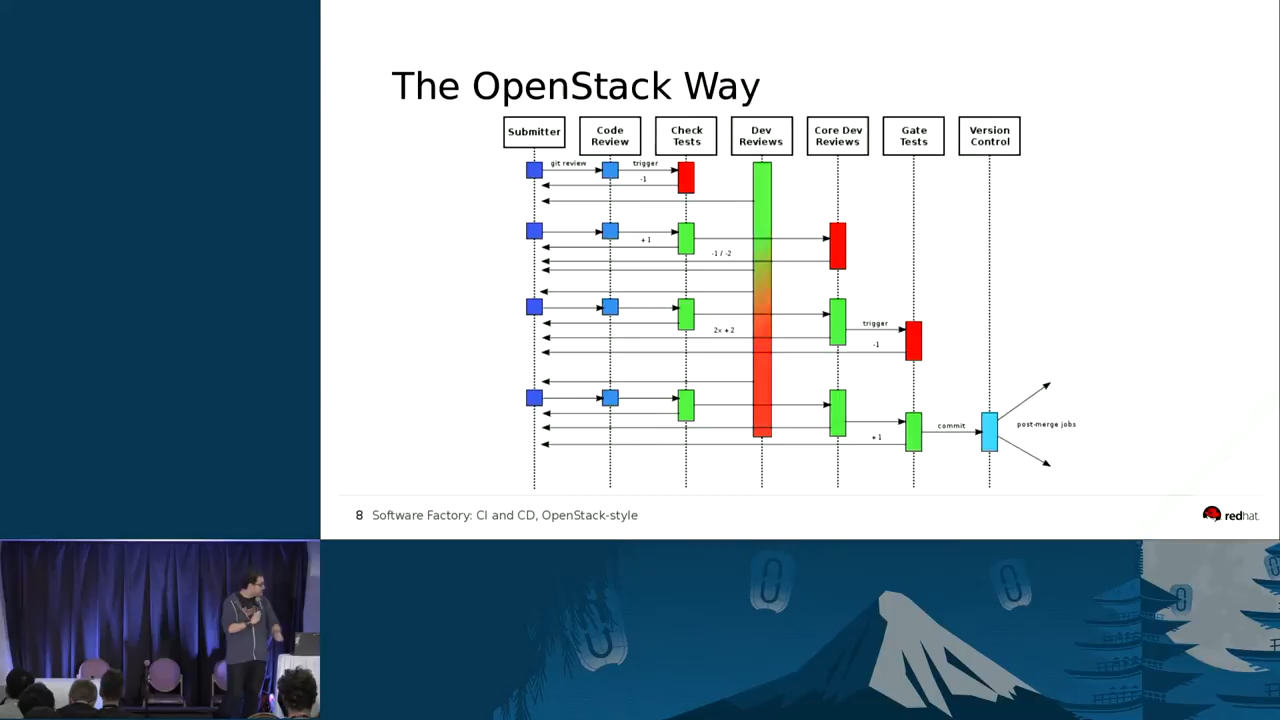 The OpenStack Way
Submitter
Code
Review
Check
Tests
Dev
Reviews
Core Dev
Reviews
Gate
Tests
Version
Control
git review
trigger
-1
+1
-1 / -2
2x +2
trigger
-1
commit
post-merge jobs
+1
8 Software Factory: CI and CD, OpenStack-style
redhat.